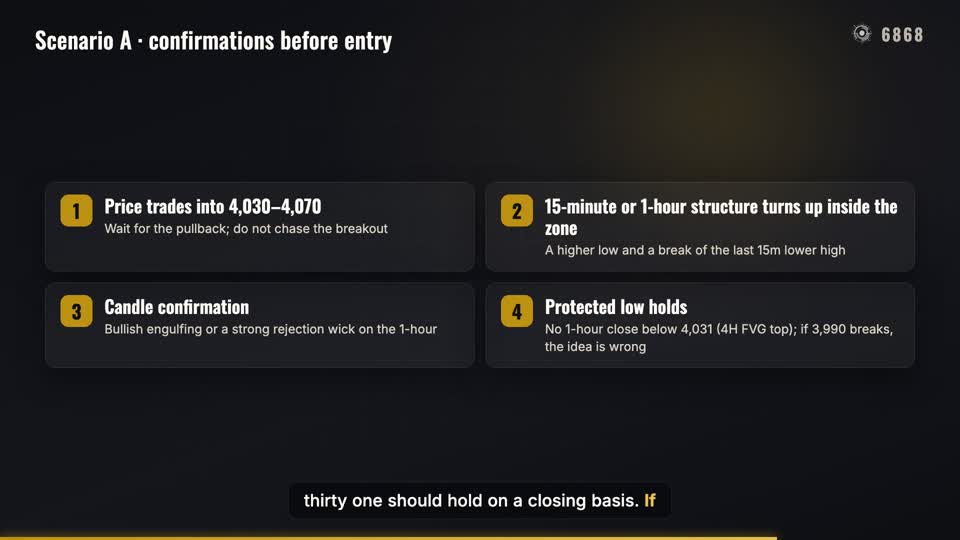 Scenario A · confirmations before entry
6868
1
Price trades into 4,030–4,070
Wait for the pullback; do not chase the breakout
2
15-minute or 1-hour structure turns up inside the
zone
A higher low and a break of the last 15m lower high
3
Candle confirmation
Bullish engulfing or a strong rejection wick on the 1-hour
4
Protected low holds
No 1-hour close below 4,031 (4H FVG top); if 3,990 breaks,
the idea is wrong
thirty one should hold on a closing basis. If